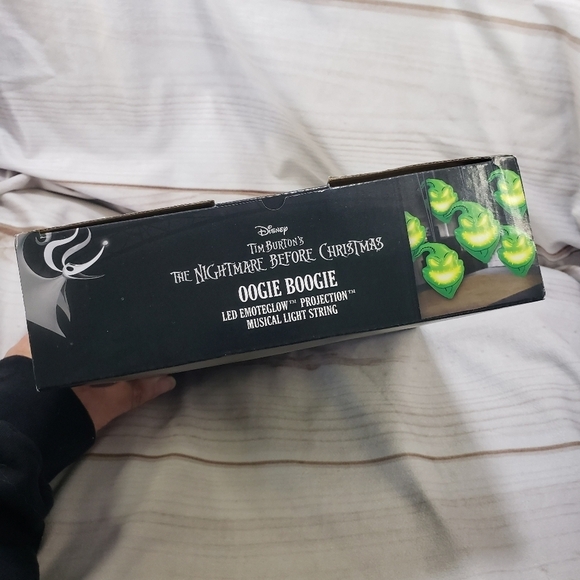 Disney
TIM BURTON'S
THE NIGHTMARE BEFORE CHRISTMAS
OOGIE BOOGIE
LED EMOTEGLOW™ PROJECTION™
MUSICAL LIGHT STRING